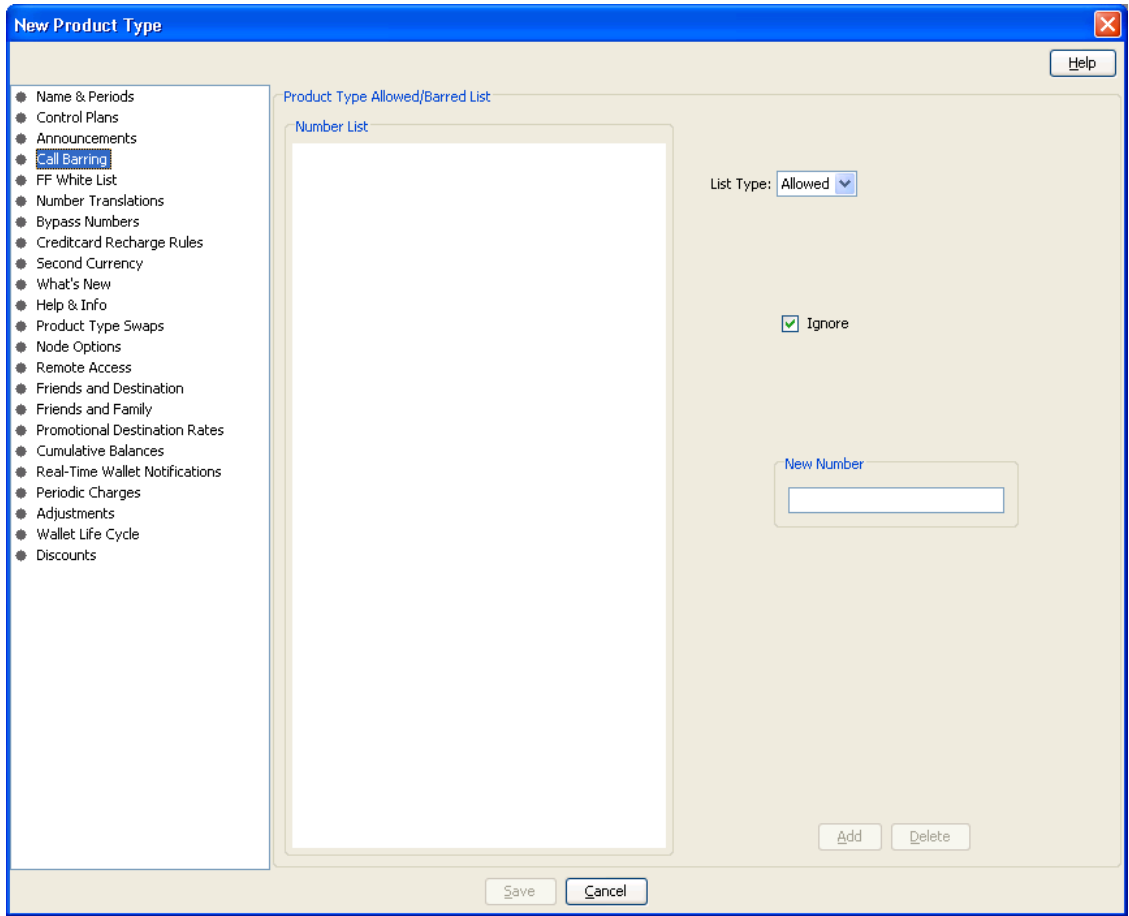 New Product Type
Help
Name & Periods
Control Plans
Announcements
Call Barring
FF White List
Number Translations
Bypass Numbers
Creditcard Recharge Rules
Second Currency
What's New
Help & Info
Product Type Swaps
Node Options
Remote Access
Friends and Destination
Friends and Family
Promotional Destination Rates
Cumulative Balances
Real-Time Wallet Notifications
Periodic Charges
Adjustments
Wallet Life Cycle
Discounts
Product Type Allowed/Barred List
Number List
List Type: Allowed
Ignore
New Number
Add Delete
Save Cancel